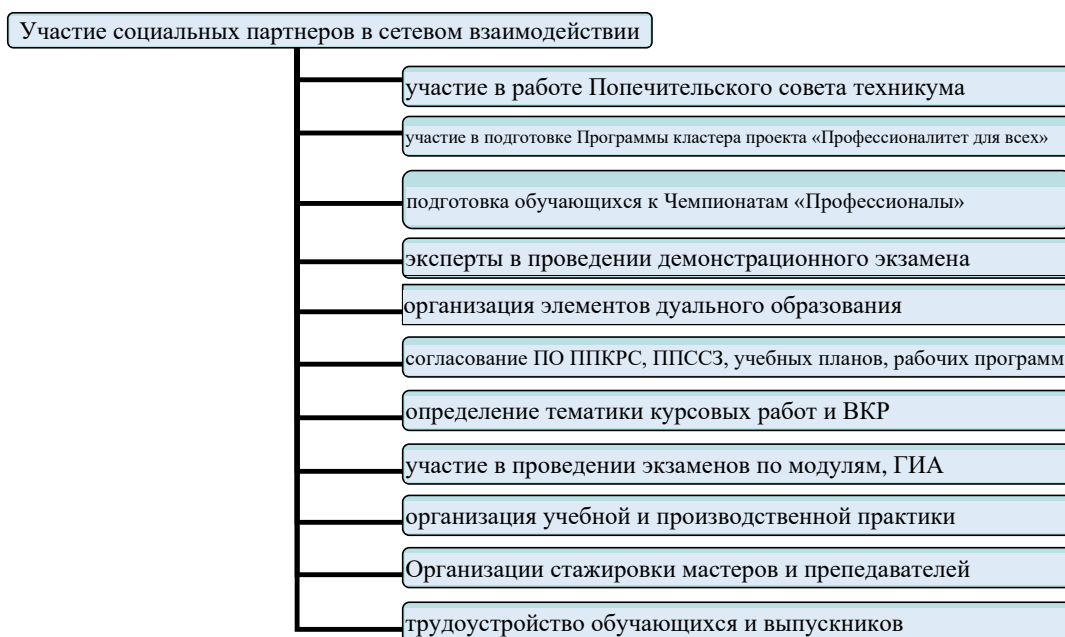 Участие социальных партнеров в сетевом взаимодействии
участие в работе Попечительского совета техникума
участие в подготовке Программы кластера проекта «Профессионалитет для всех»
подготовка обучающихся к Чемпионатам «Профессионалы»
эксперты в проведении демонстрационного экзамена
организация элементов дуального образования
согласование ПО ППКРС, ППССЗ, учебных планов, рабочих программ
определение тематики курсовых работ и ВКР
участие в проведении экзаменов по модулям, ГИА
организация учебной и производственной практики
Организации стажировки мастеров и препедавателей
трудоустройство обучающихся и выпускников